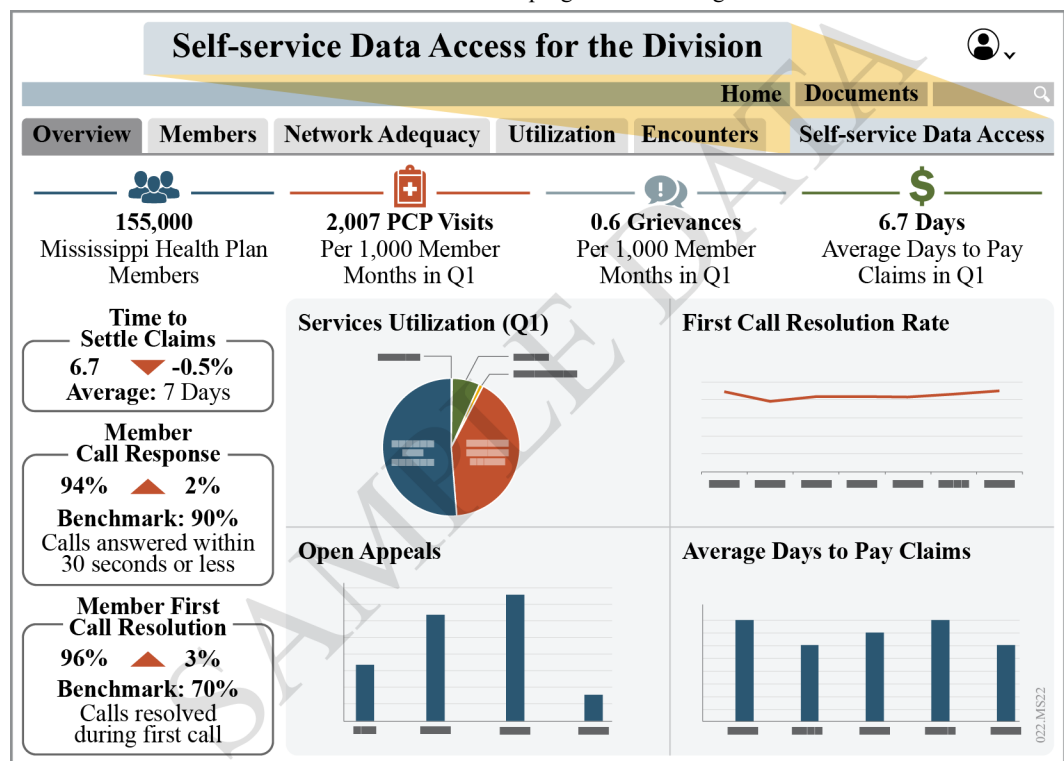 Self-service Data Access for the Division
Home Documents
Overview Members Network Adequacy Utilization Encounters Self-service Data Access
155,000
Mississippi Health Plan
Members
2,007 PCP Visits
Per 1,000 Member
Months in Q1
0.6 Grievances
Per 1,000 Member
Months in Q1
$
6.7 Days
Average Days to Pay
Claims in Q1
Time to
Settle Claims
6.7 -0.5%
Average: 7 Days
Member
Call Response
94% 2%
Benchmark: 90%
Calls answered within
30 seconds or less
Member First
Call Resolution
96% 3%
Benchmark: 70%
Calls resolved
during first call
Services Utilization (Q1)
First Call Resolution Rate
Open Appeals
Average Days to Pay Claims
022.MS22
SAMPLE DATA